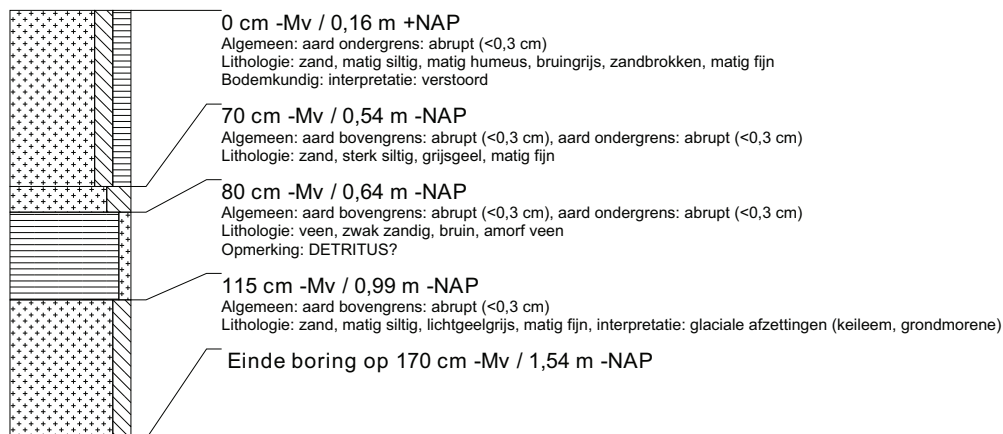 0 cm -Mv / 0,16 m +NAP
Algemeen: aard ondergrens: abrupt (<0,3 cm)
Lithologie: zand, matig siltig, matig humeus, bruingrijs, zandbrokken, matig fijn
Bodemkundig: interpretatie: verstoord
70 cm -Mv / 0,54 m -NAP
Algemeen: aard bovengrens: abrupt (<0,3 cm), aard ondergrens: abrupt (<0,3 cm)
Lithologie: zand, sterk siltig, grijsgeel, matig fijn
80 cm -Mv / 0,64 m -NAP
Algemeen: aard bovengrens: abrupt (<0,3 cm), aard ondergrens: abrupt (<0,3 cm)
Lithologie: veen, zwak zandig, bruin, amorf veen
Opmerking: DETRITUS?
115 cm -Mv / 0,99 m -NAP
Algemeen: aard bovengrens: abrupt (<0,3 cm)
Lithologie: zand, matig siltig, lichtgeelgrijs, matig fijn, interpretatie: glaciale afzettingen (keileem, grondmorene)
Einde boring op 170 cm -Mv / 1,54 m -NAP